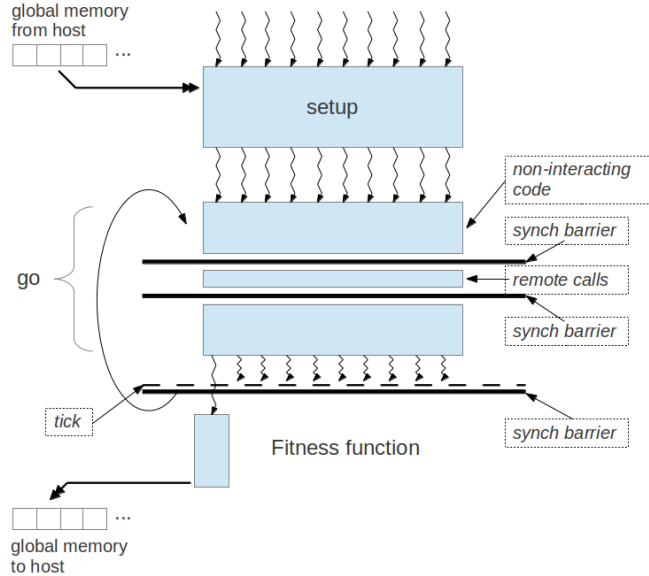 global memory
from host
...
setup
non-interacting
code
synch barrier
go
remote calls
synch barrier
tick
synch barrier
Fitness function
...
global memory
to host